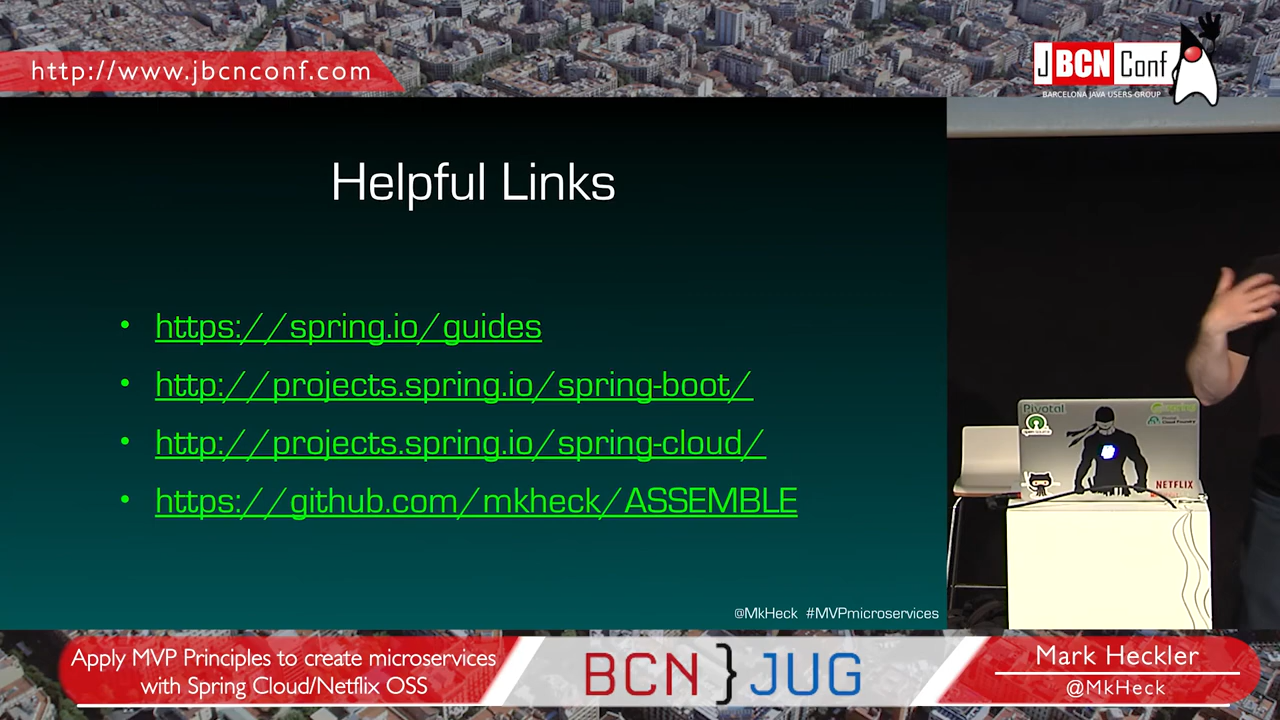 http://www.jbcnconf.com
JBCNConf
BARCELONA JAVA USERS GROUP
Helpful Links
• https://spring.io/guides
• http://projects.spring.io/spring-boot/
• http://projects.spring.io/spring-cloud/
• https://github.com/mkheck/ASSEMBLE
@MkHeck #MVPmicroservices
Pivotal
Cloud Foundry
NETFLIX
Apply MVP Principles to create microservices
with Spring Cloud/Netflix OSS
BCN}JUG
Mark Heckler
@MkHeck